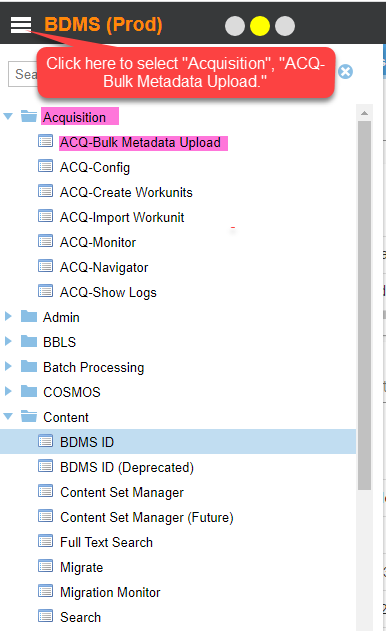 BDMS (Prod)
Click here to select "Acquisition", "ACQ-
Bulk Metadata Upload."
Sea
Acquisition
ACQ-Bulk Metadata Upload
ACQ-Config
ACQ-Create Workunits
ACQ-Import Workunit
ACQ-Monitor
ACQ-Navigator
ACQ-Show Logs
Admin
BBLS
Batch Processing
COSMOS
Content
BDMS ID
BDMS ID (Deprecated)
Content Set Manager
Content Set Manager (Future)
Full Text Search
Migrate
Migration Monitor
Search